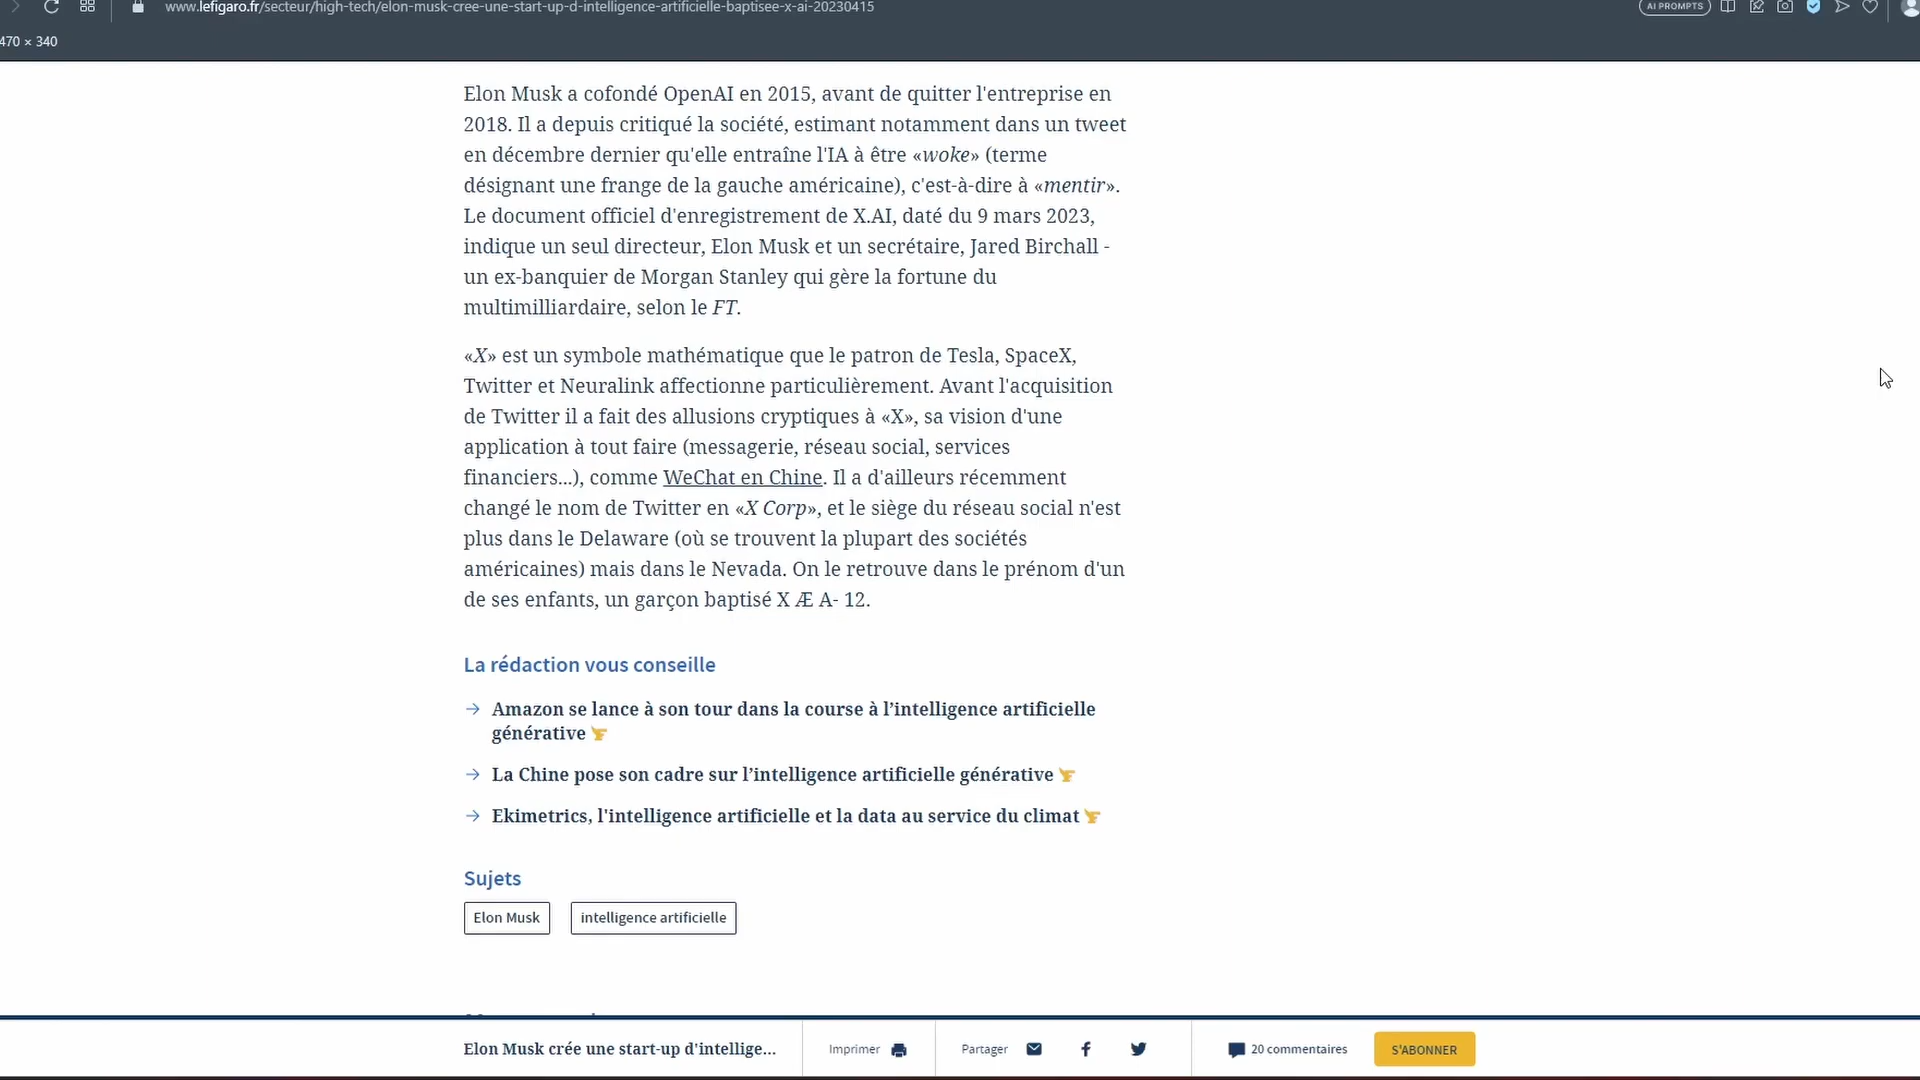 www.lefigaro.fr/secteur/high-tech/elon-musk-cree-une-start-up-d-intelligence-artificielle-baptisee-x-ai-20230415
AI PROMPTS
470 × 340
Elon Musk a cofondé OpenAI en 2015, avant de quitter l'entreprise en
2018. Il a depuis critiqué la société, estimant notamment dans un tweet
en décembre dernier qu'elle entraîne l'IA à être «woke» (terme
désignant une frange de la gauche américaine), c'est-à-dire à «mentir».
Le document officiel d'enregistrement de X.AI, daté du 9 mars 2023,
indique un seul directeur, Elon Musk et un secrétaire, Jared Birchall -
un ex-banquier de Morgan Stanley qui gère la fortune du
multimilliardaire, selon le FT.
«X» est un symbole mathématique que le patron de Tesla, SpaceX,
Twitter et Neuralink affectionne particulièrement. Avant l'acquisition
de Twitter il a fait des allusions cryptiques à «X», sa vision d'une
application à tout faire (messagerie, réseau social, services
financiers...), comme WeChat en Chine. Il a d'ailleurs récemment
changé le nom de Twitter en «X Corp», et le siège du réseau social n'est
plus dans le Delaware (où se trouvent la plupart des sociétés
américaines) mais dans le Nevada. On le retrouve dans le prénom d'un
de ses enfants, un garçon baptisé X Æ A- 12.
La rédaction vous conseille
Amazon se lance à son tour dans la course à l’intelligence artificielle
générative
La Chine pose son cadre sur l’intelligence artificielle générative
Ekimetrics, l'intelligence artificielle et la data au service du climat
Sujets
Elon Musk
intelligence artificielle
Elon Musk crée une start-up d'intellige...
Imprimer
Partager
20 commentaires
S'ABONNER